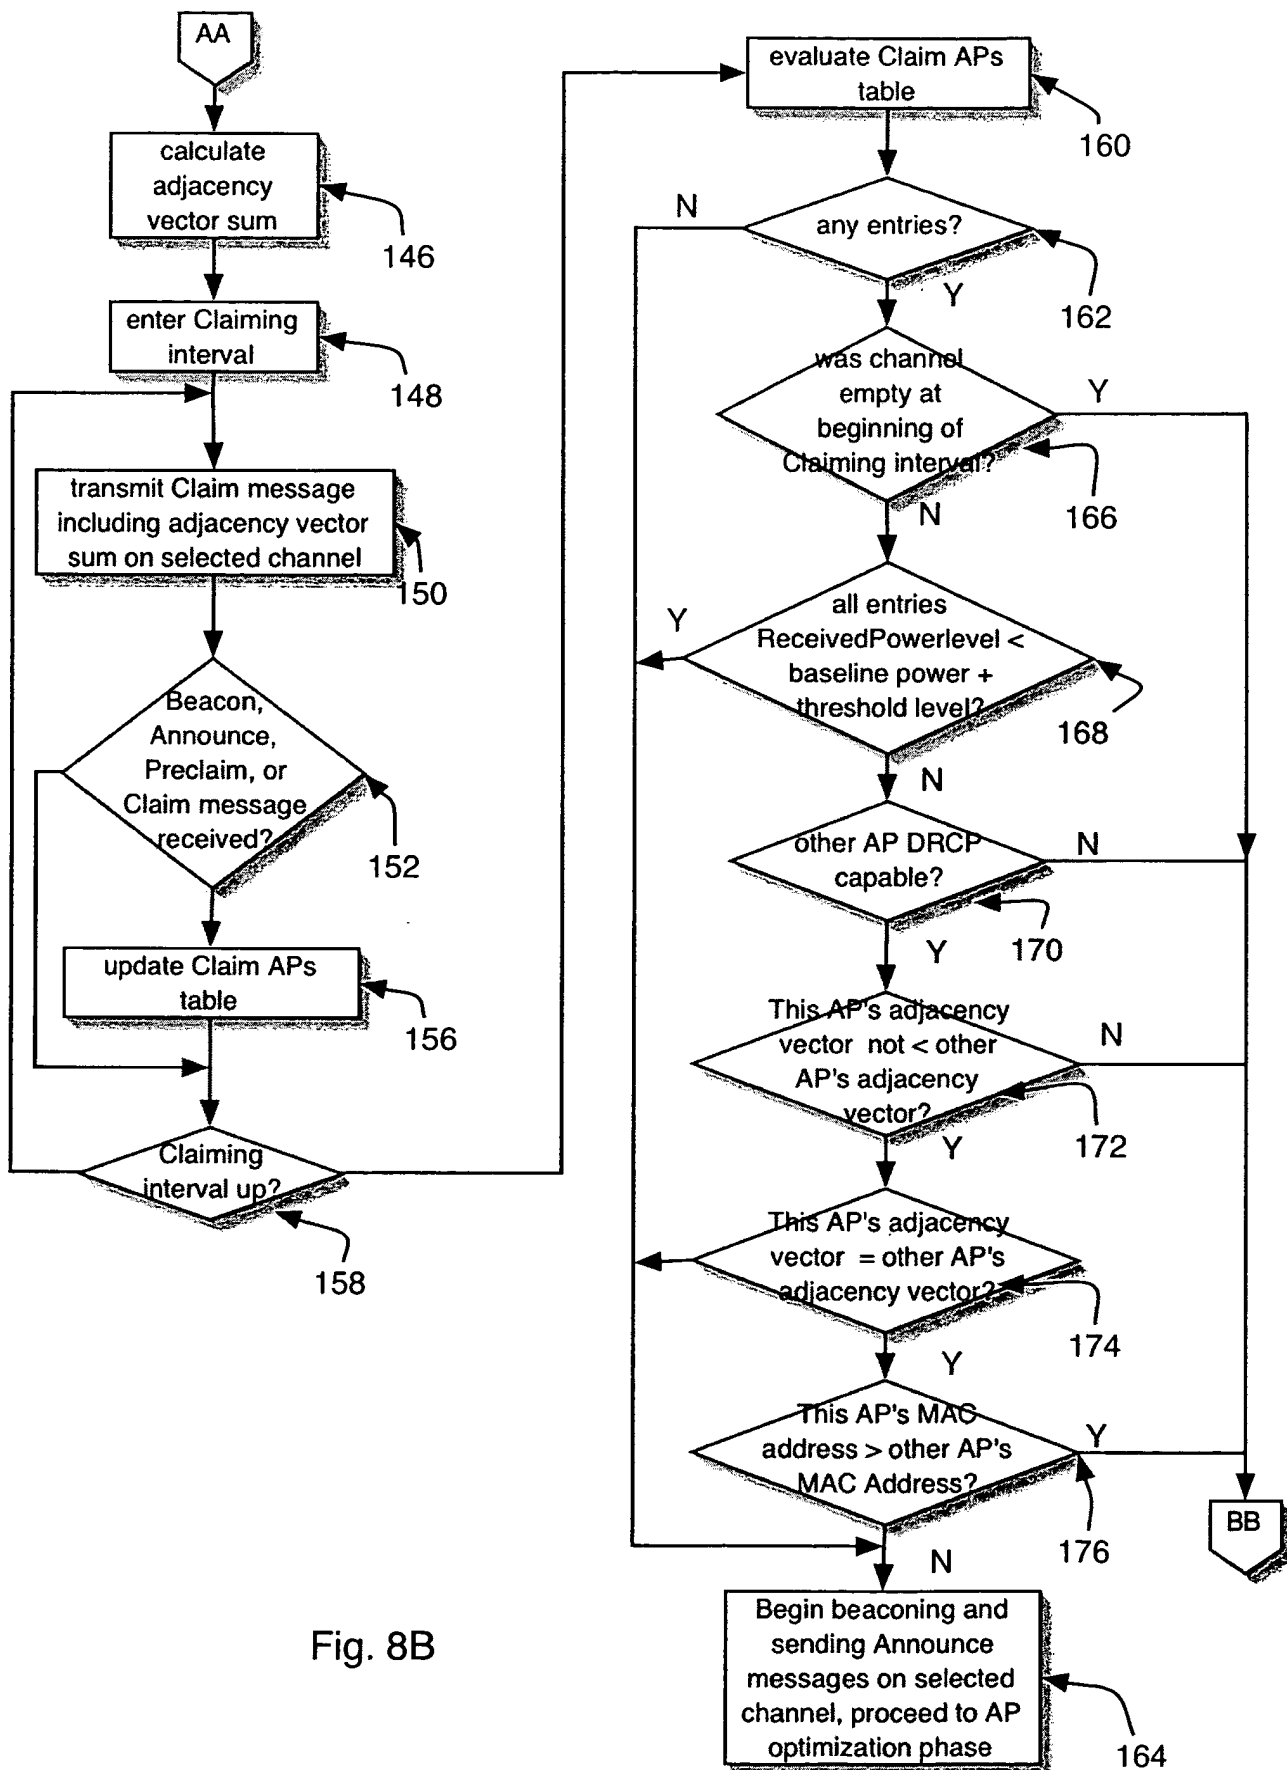 AA
calculate
adjacency
vector sum
146
enter Claiming
interval
148
transmit Claim message
including adjacency vector
sum on selected channel
150
Beacon,
Announce,
Preclaim, or
Claim message
received?
152
update Claim APs
table
156
Claiming
interval up?
158
evaluate Claim APs
table
160
N
any entries?
Y
162
was channel
empty at
beginning of
Claiming interval?
Y
N
166
all entries
ReceivedPowerlevel <
baseline power +
threshold level?
Y
168
N
other AP DRCP
capable?
N
170
Y
This AP's adjacency
vector not < other
AP's adjacency
vector?
N
172
Y
This AP's adjacency
vector = other AP's
adjacency vector?
174
Y
This AP's MAC
address > other AP's
MAC Address?
Y
176
BB
N
Begin beaconing and
sending Announce
messages on selected
channel, proceed to AP
optimization phase
164
Fig. 8B